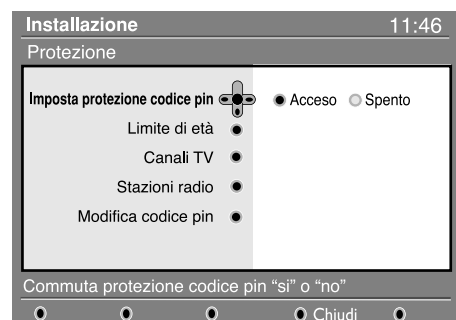 Installazione 11:46
Protezione
Imposta protezione codice pin Acceso Spento
Limite di età
Canali TV
Stazioni radio
Modifica codice pin
Commuta protezione codice pin “si” o “no”
Chiudi